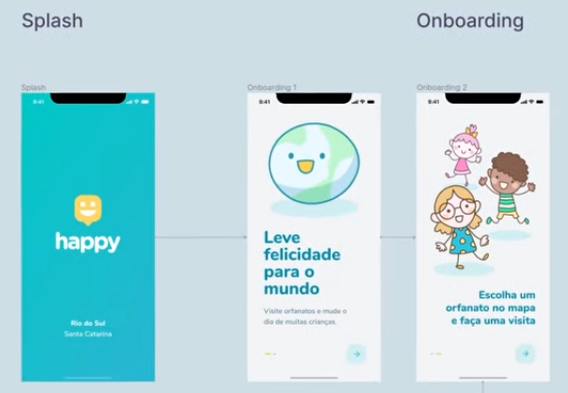 Splash
Onboarding
Splash
Onboarding 1
Onboarding 2
9:41
9:41
9:41
happy
Rio do Sul
Santa Catarina
Leve
felicidade
para o
mundo
Visite orfanatos e mude o
dia de muitas crianças.
Escolha um
orfanato no mapa
e faça uma visita